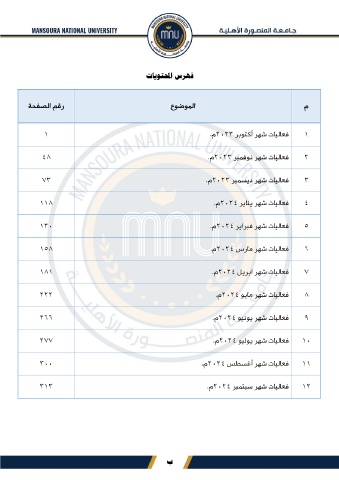 MANSOURA NATIONAL UNIVERSITY
جامعة المنصورة الأهلية
فهرس المحتويات
م الموضوع رقم الصفحة
١ فعاليات شهر أكتوبر ٢٠٢٣م. ١
٢ فعاليات شهر نوفمبر ٢٠٢٣م. ٤٨
٣ فعاليات شهر ديسمبر ٢٠٢٣م. ٧٣
٤ فعاليات شهر يناير ٢٠٢٤م. ١١٨
٥ فعاليات شهر فبراير ٢٠٢٤م. ١٣٠
٦ فعاليات شهر مارس ٢٠٢٤م. ١٥٨
٧ فعاليات شهر أبريل ٢٠٢٤م. ١٨١
٨ فعاليات شهر مايو ٢٠٢٤م. ٢٢٢
٩ فعاليات شهر يونيو ٢٠٢٤م. ٢٦٦
١٠ فعاليات شهر يوليو ٢٠٢٤م. ٢٧٧
١١ فعاليات شهر أغسطس ٢٠٢٤م. ٣٠٠
١٢ فعاليات شهر سبتمبر ٢٠٢٤م. ٣١٣
MANSOURA NATIONAL UNIVERSITY
mnu
ب